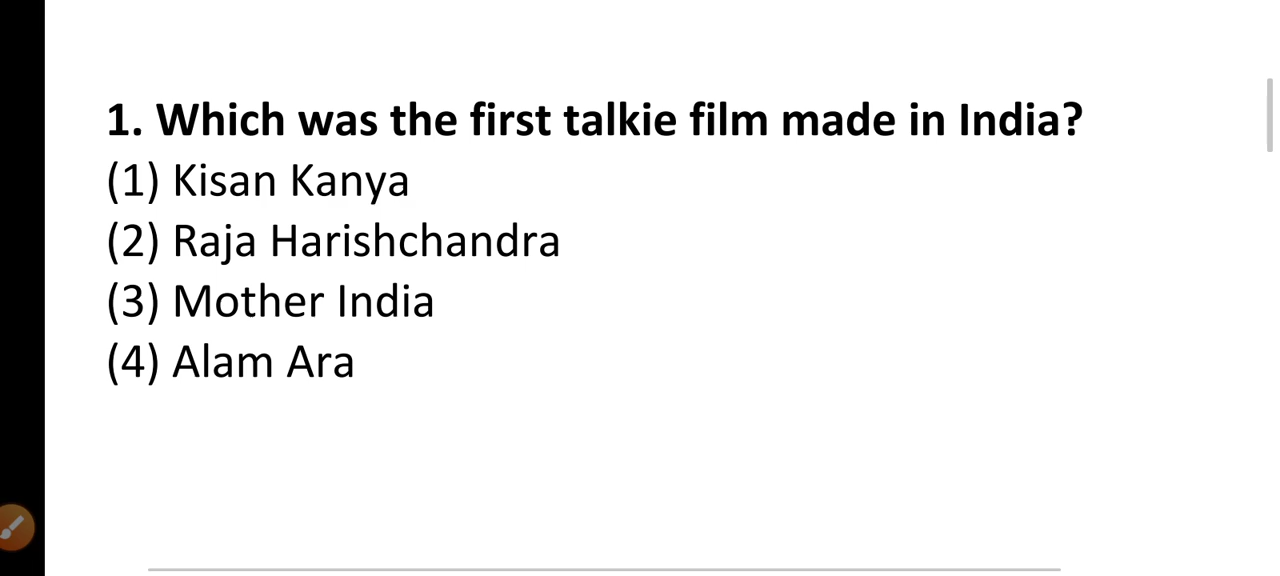 1. Which was the first talkie film made in India?
(1) Kisan Kanya
(2) Raja Harishchandra
(3) Mother India
(4) Alam Ara